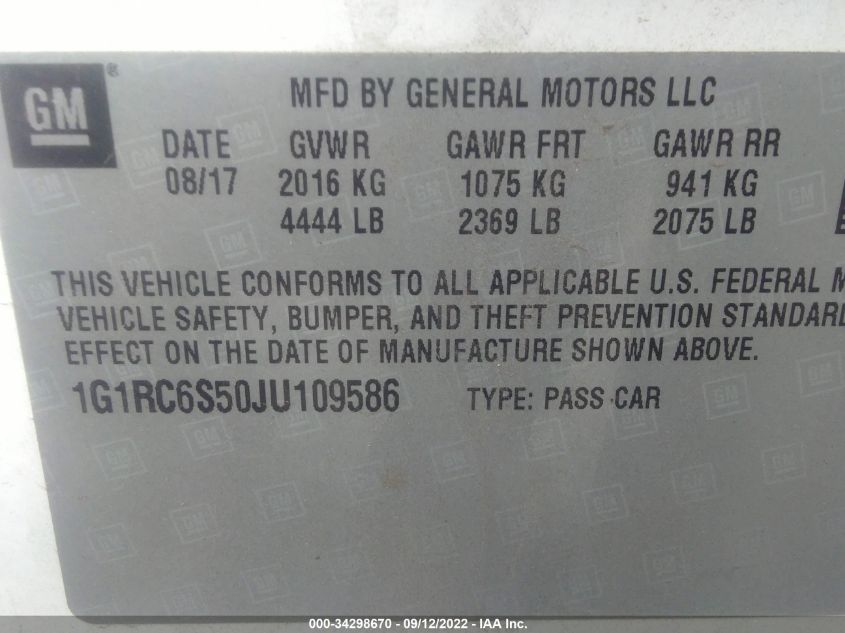 GM®
MFD BY GENERAL MOTORS LLC
DATE GVWR GAWR FRT GAWR RR
08/17 2016 KG 1075 KG 941 KG
4444 LB 2369 LB 2075 LB
THIS VEHICLE CONFORMS TO ALL APPLICABLE U.S. FEDERAL M
VEHICLE SAFETY, BUMPER, AND THEFT PREVENTION STANDARD
EFFECT ON THE DATE OF MANUFACTURE SHOWN ABOVE.
1G1RC6S50JU109586 TYPE: PASS CAR
000-34298670 - 09/12/2022 - IAA Inc.